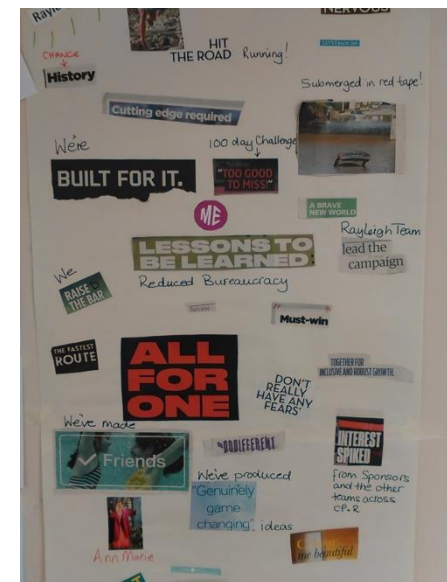 NERVOUS
HIT
THE ROAD Running!
CHANGE
History
Submerged in red tape!
Cutting edge required
We're
100 day Challenge
BUILT FOR IT.
"TOO GOOD
TO MISS!"
ME
A BRAVE
NEW WORLD
LESSONS TO
BE LEARNED
Rayleigh Team
lead the
campaign
We
RAISE
THE BAR
Reduced Bureaucracy
Must-win
THE FASTEST
ROUTE
ALL
FOR
ONE
TOGETHER FOR
INCLUSIVE AND ROBUST GROWTH.
DON'T
REALLY
HAVE ANY
FEARS'
We've made
Friends
INTEREST
SPIKED
from Sponsors
and the other
teams across
CP-R
We've produced
"Genuinely
game
changing" ideas
Ann Marie
me beautiful